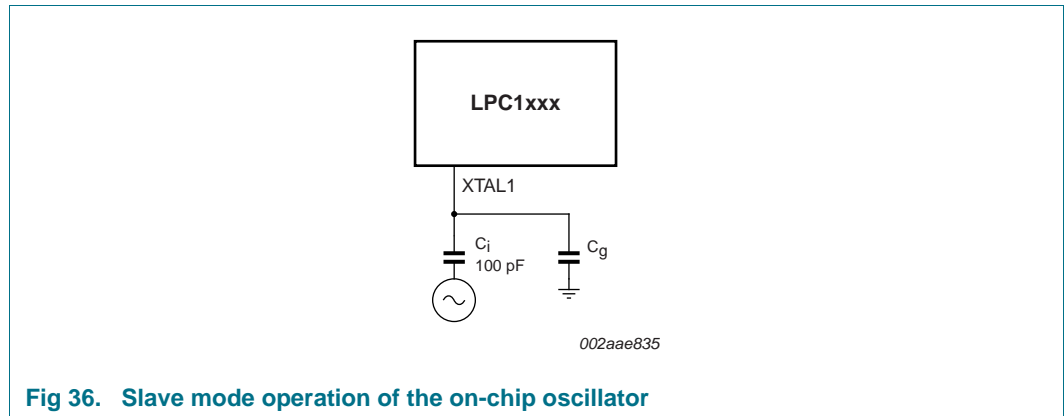 LPC1xxx
XTAL1
Ci
100 pF
Cg
002aae835
Fig 36. Slave mode operation of the on-chip oscillator